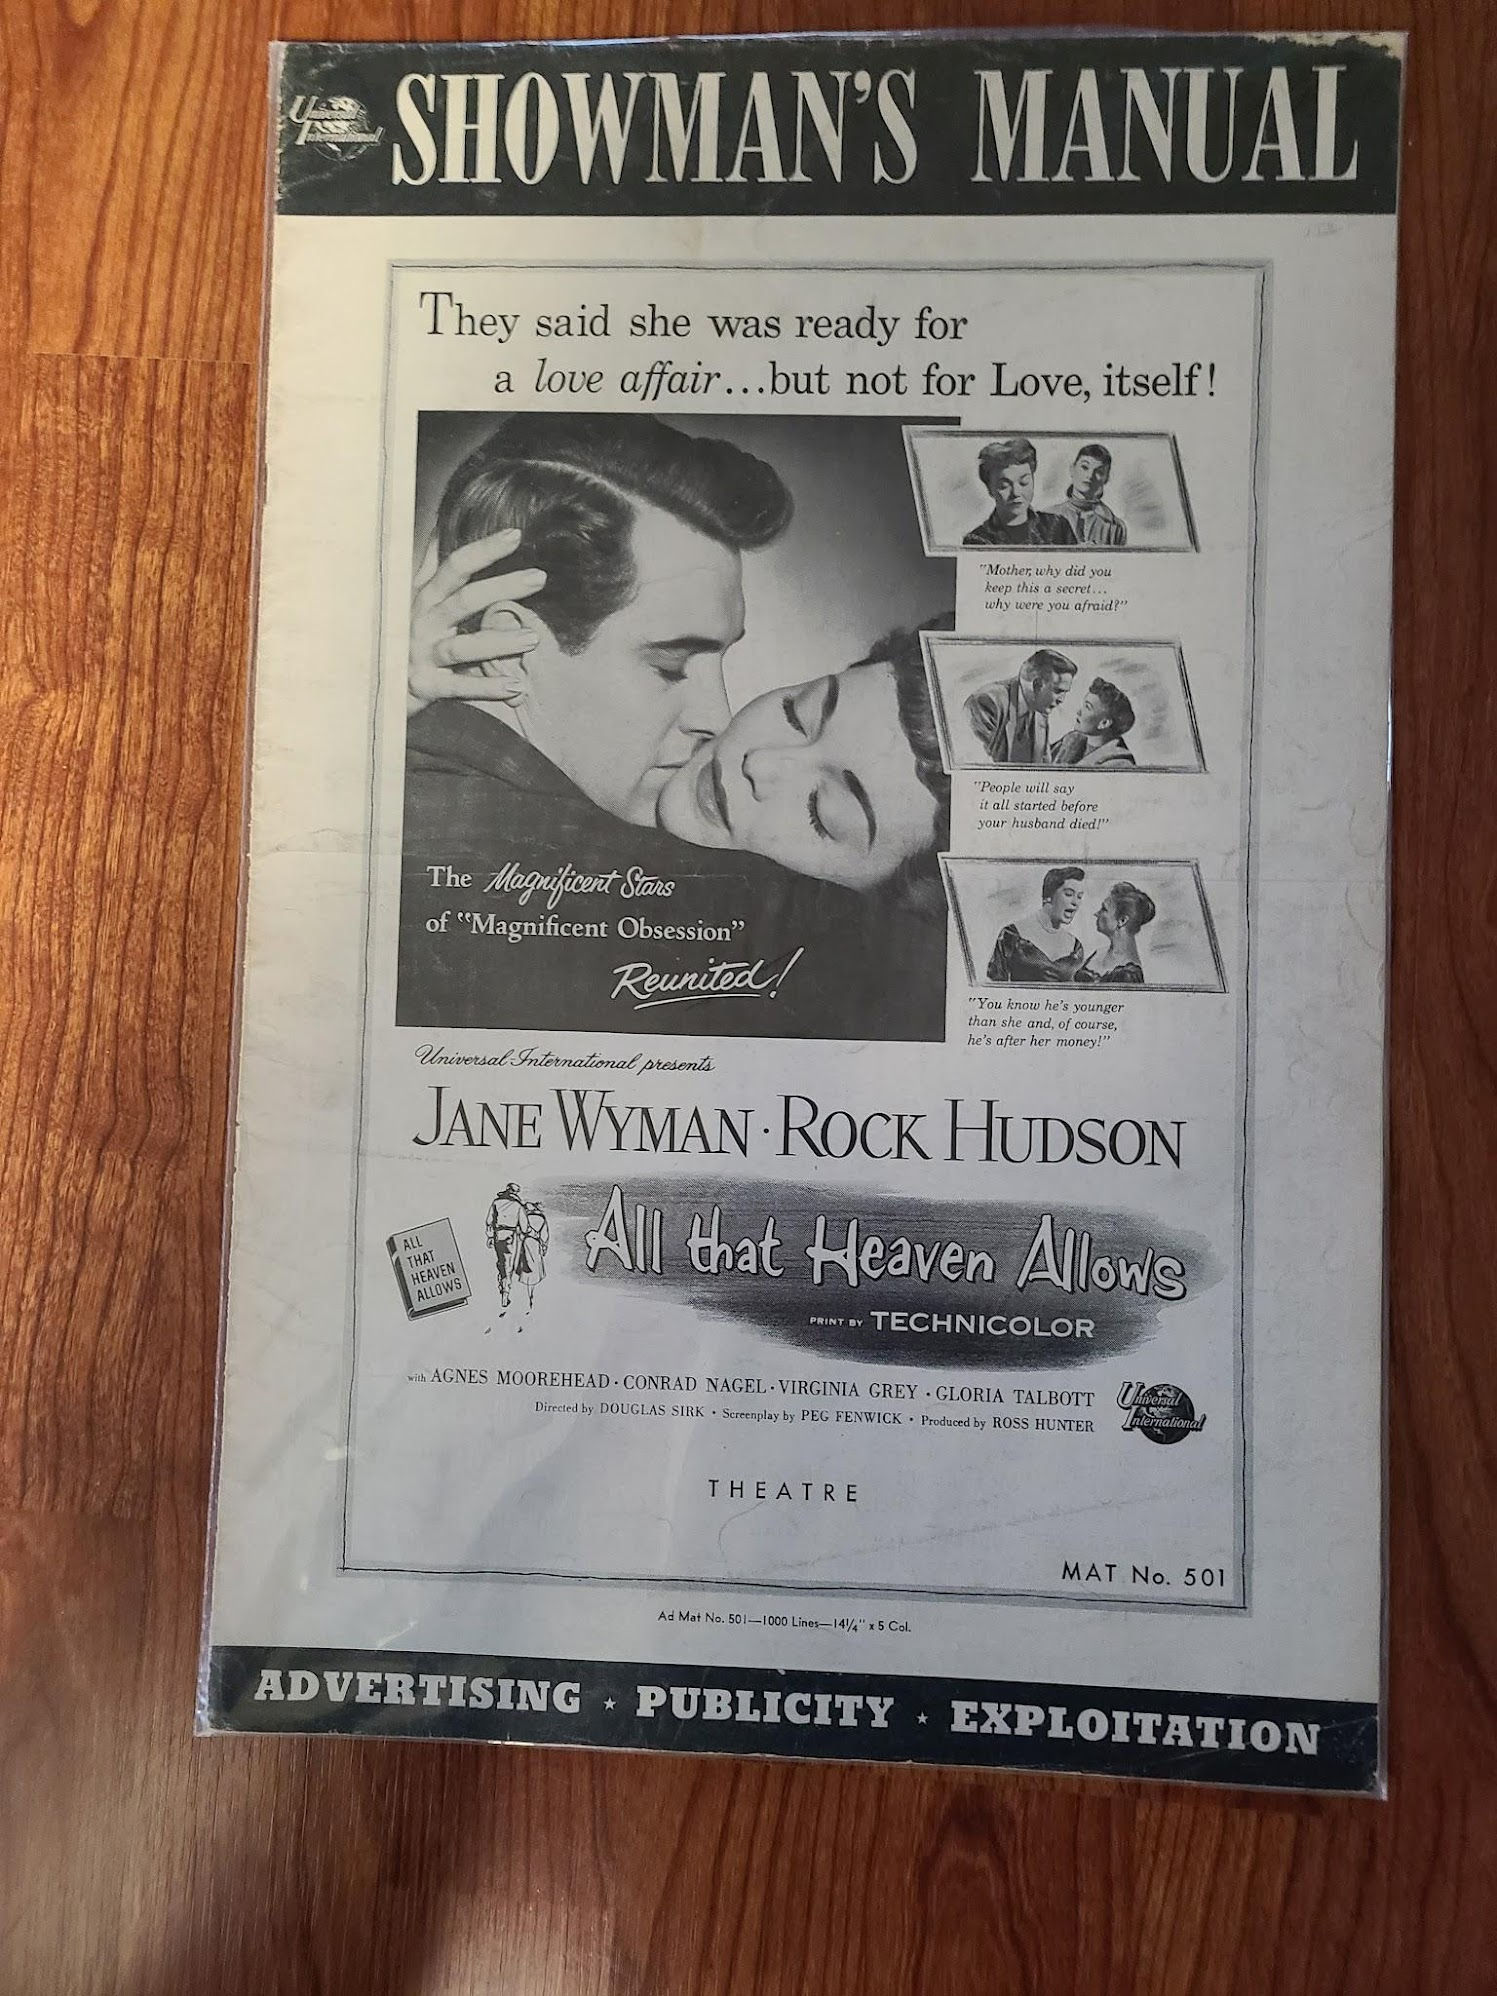 Universal International
SHOWMAN'S MANUAL
They said she was ready for
a love affair...but not for Love, itself!
"Mother, why did you
keep this a secret...
why were you afraid?"
"People will say
it all started before
your husband died!"
"You know he's younger
than she and, of course,
he's after her money!"
The Magnificent Stars
of "Magnificent Obsession"
Reunited!
Universal-International presents
JANE WYMAN · ROCK HUDSON
ALL
THAT
HEAVEN
ALLOWS
All that Heaven Allows
PRINT BY TECHNICOLOR
with AGNES MOOREHEAD · CONRAD NAGEL · VIRGINIA GREY · GLORIA TALBOTT
Directed by DOUGLAS SIRK • Screenplay by PEG FENWICK • Produced by ROSS HUNTER
Universal International
THEATRE
MAT No. 501
Ad Mat No. 501—1000 Lines—14¼" x 5 Col.
ADVERTISING ★ PUBLICITY ★ EXPLOITATION